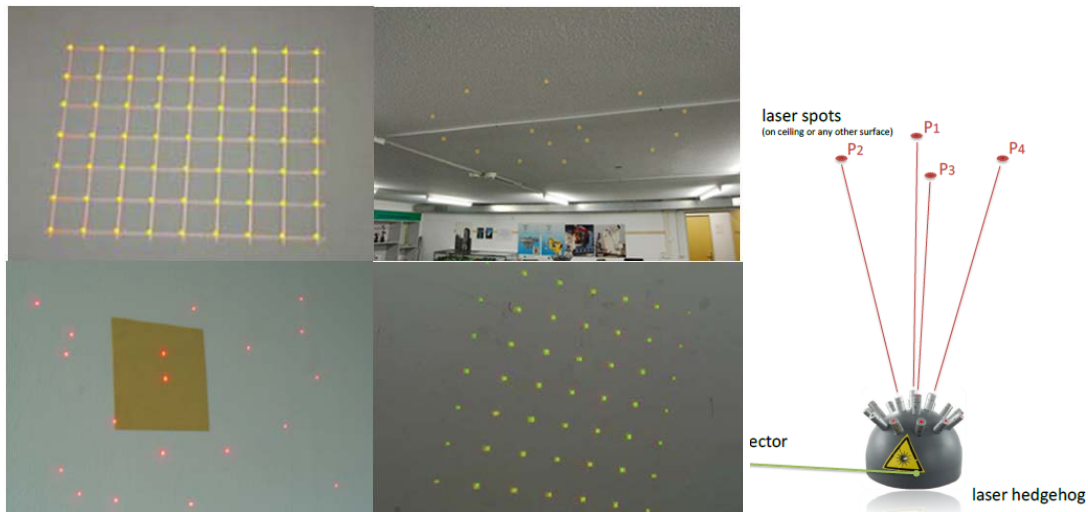 laser spots
(on ceiling or any other surface)
P1
P2
P4
P3
ector
laser hedgehog